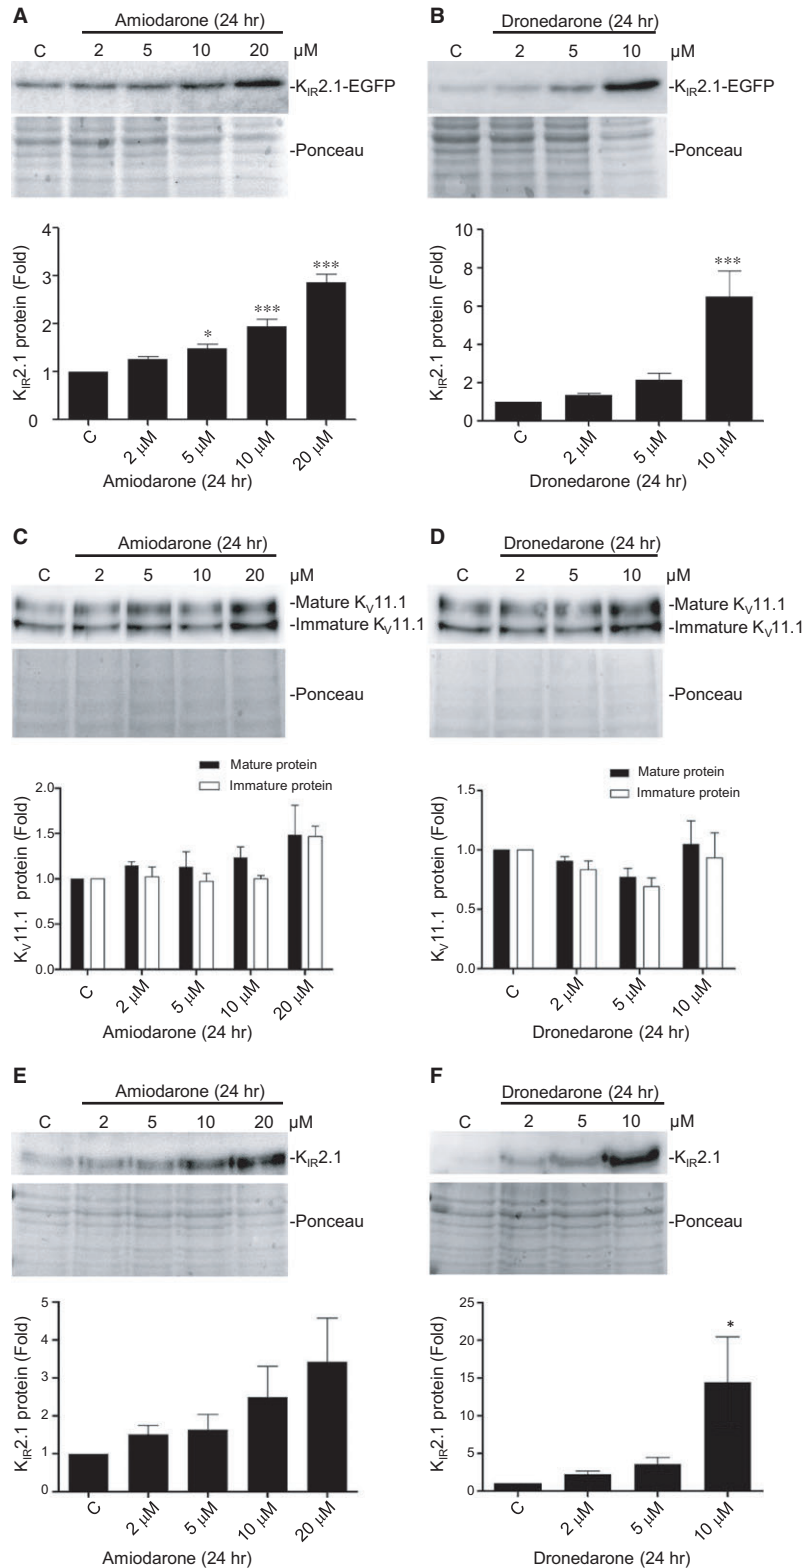 A
Amiodarone (24 hr)
C 2 5 10 20 µM
-KIR2.1-EGFP
-Ponceau
KIR2.1 protein (Fold)
4
3
2
1
0
* *** ***
C 2 µM 5 µM 10 µM 20 µM
Amiodarone (24 hr)
B
Dronedarone (24 hr)
C 2 5 10 µM
-KIR2.1-EGFP
-Ponceau
KIR2.1 protein (Fold)
10
8
6
4
2
0
***
C 2 µM 5 µM 10 µM
Dronedarone (24 hr)
C
Amiodarone (24 hr)
C 2 5 10 20 µM
-Mature KV11.1
-Immature KV11.1
-Ponceau
Mature protein
Immature protein
KV11.1 protein (Fold)
2.0
1.5
1.0
0.5
0.0
C 2 µM 5 µM 10 µM 20 µM
Amiodarone (24 hr)
D
Dronedarone (24 hr)
C 2 5 10 µM
-Mature KV11.1
-Immature KV11.1
-Ponceau
Mature protein
Immature protein
KV11.1 protein (Fold)
1.5
1.0
0.5
0.0
C 2 µM 5 µM 10 µM
Dronedarone (24 hr)
E
Amiodarone (24 hr)
C 2 5 10 20 µM
-KIR2.1
-Ponceau
KIR2.1 protein (Fold)
5
4
3
2
1
0
C 2 µM 5 µM 10 µM 20 µM
Amiodarone (24 hr)
F
Dronedarone (24 hr)
C 2 5 10 µM
-KIR2.1
-Ponceau
KIR2.1 protein (Fold)
25
20
15
10
5
0
*
C 2 µM 5 µM 10 µM
Dronedarone (24 hr)